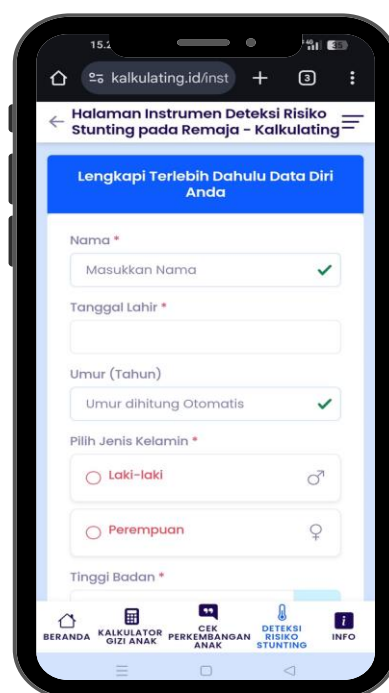 kalkulating.id/inst
3
35
Halaman Instrumen Deteksi Risiko
Stunting pada Remaja - Kalkulating
Lengkapi Terlebih Dahulu Data Diri
Anda
Nama *
Masukkan Nama
Tanggal Lahir *
Umur (Tahun)
Umur dihitung Otomatis
Pilih Jenis Kelamin *
Laki-laki
Perempuan
Tinggi Badan *
BERANDA
KALKULATOR
GIZI ANAK
CEK
PERKEMBANGAN
ANAK
DETEKSI
RISIKO
STUNTING
INFO